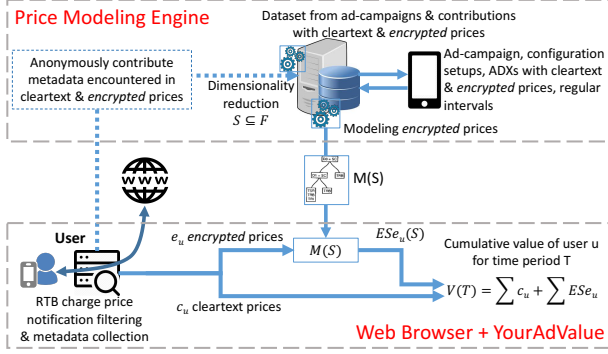 Price Modeling Engine
Dataset from ad-campaigns & contributions
with cleartext & encrypted prices
Anonymously contribute
metadata encountered in
cleartext & encrypted prices
Dimensionality
reduction
S ⊆ F
Ad-campaign, configuration
setups, ADXs with cleartext
& encrypted prices, regular
intervals
Modeling encrypted prices
M(S)
WWW
User
e_u encrypted prices
M(S)
ESe_u(S)
Cumulative value of user u
for time period T
V(T) = ∑ c_u + ∑ ESe_u
c_u cleartext prices
RTB charge price
notification filtering
& metadata collection
Web Browser + YourAdValue